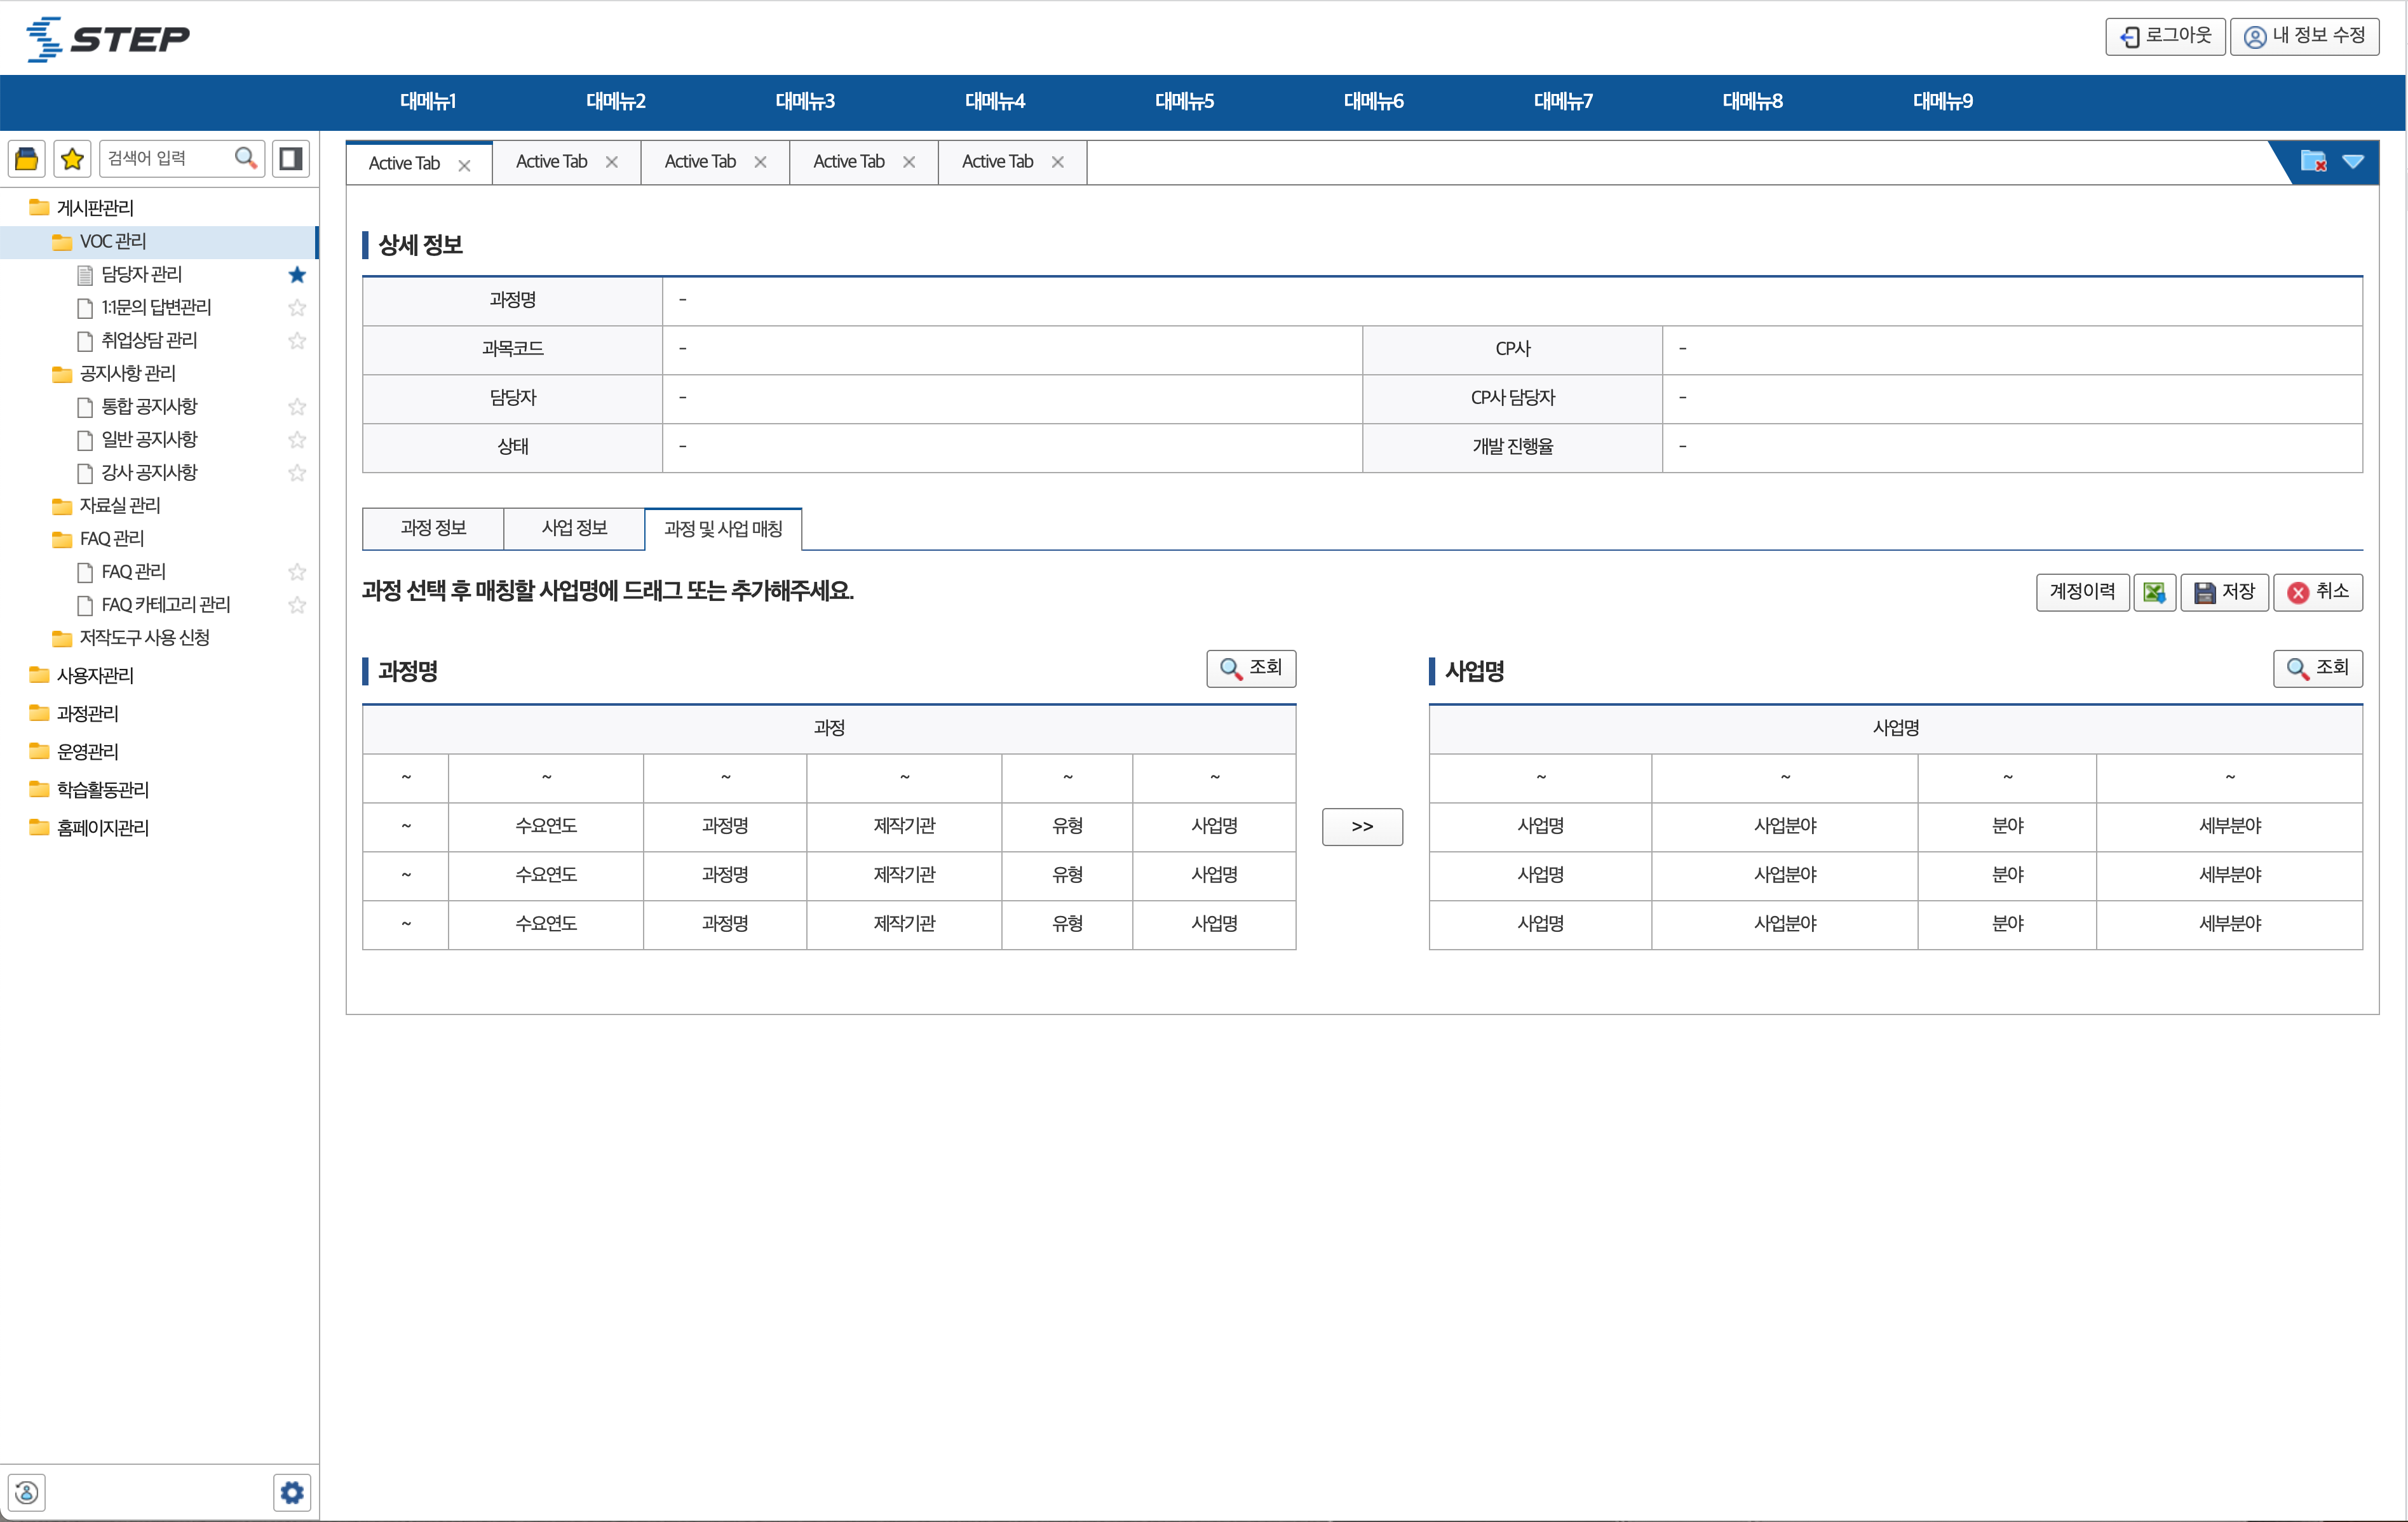 STEP
로그아웃 내 정보 수정
대메뉴1 대메뉴2 대메뉴3 대메뉴4 대메뉴5 대메뉴6 대메뉴7 대메뉴8 대메뉴9
검색어 입력
게시판관리
VOC 관리
담당자 관리
1:1문의 답변관리
취업상담 관리
공지사항 관리
통합 공지사항
일반 공지사항
강사 공지사항
자료실 관리
FAQ 관리
FAQ 관리
FAQ 카테고리 관리
저작도구 사용 신청
사용자관리
과정관리
운영관리
학습활동관리
홈페이지관리
Active Tab Active Tab Active Tab Active Tab Active Tab
상세 정보
과정명 -
과목코드 - CP사 -
담당자 - CP사 담당자 -
상태 - 개발 진행율 -
과정 정보 사업 정보 과정 및 사업 매칭
과정 선택 후 매칭할 사업명에 드래그 또는 추가해주세요.
계정이력 저장 취소
과정명 조회
과정
~ ~ ~ ~ ~ ~
~ 수요연도 과정명 제작기관 유형 사업명
~ 수요연도 과정명 제작기관 유형 사업명
~ 수요연도 과정명 제작기관 유형 사업명
>>
사업명 조회
사업명
~ ~ ~ ~
사업명 사업분야 분야 세부분야
사업명 사업분야 분야 세부분야
사업명 사업분야 분야 세부분야